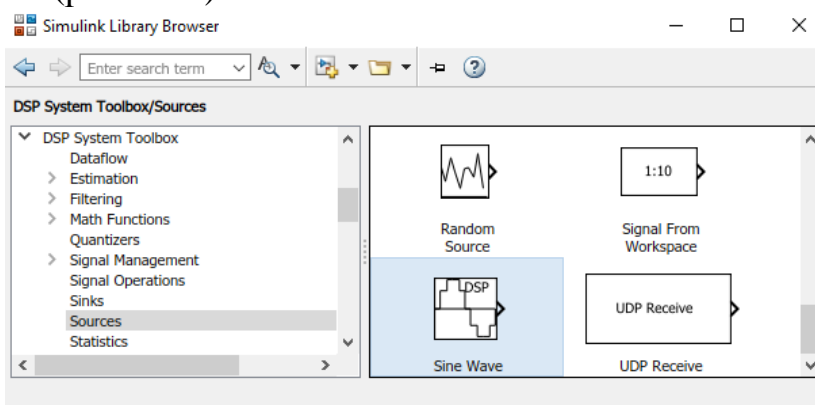 Simulink Library Browser
Enter search term
DSP System Toolbox/Sources
DSP System Toolbox
Dataflow
Estimation
Filtering
Math Functions
Quantizers
Signal Management
Signal Operations
Sinks
Sources
Statistics
Random
Source
1:10
Signal From
Workspace
DSP
Sine Wave
UDP Receive
UDP Receive